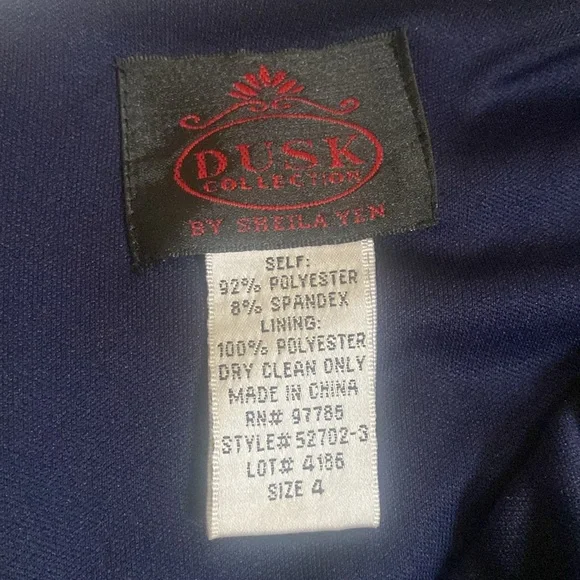 DUSK
COLLECTION
BY SHEILA YEN
SELF:
92% POLYESTER
8% SPANDEX
LINING:
100% POLYESTER
DRY CLEAN ONLY
MADE IN CHINA
RN# 97785
STYLE# 52702-S
LOT# 4186
SIZE 4